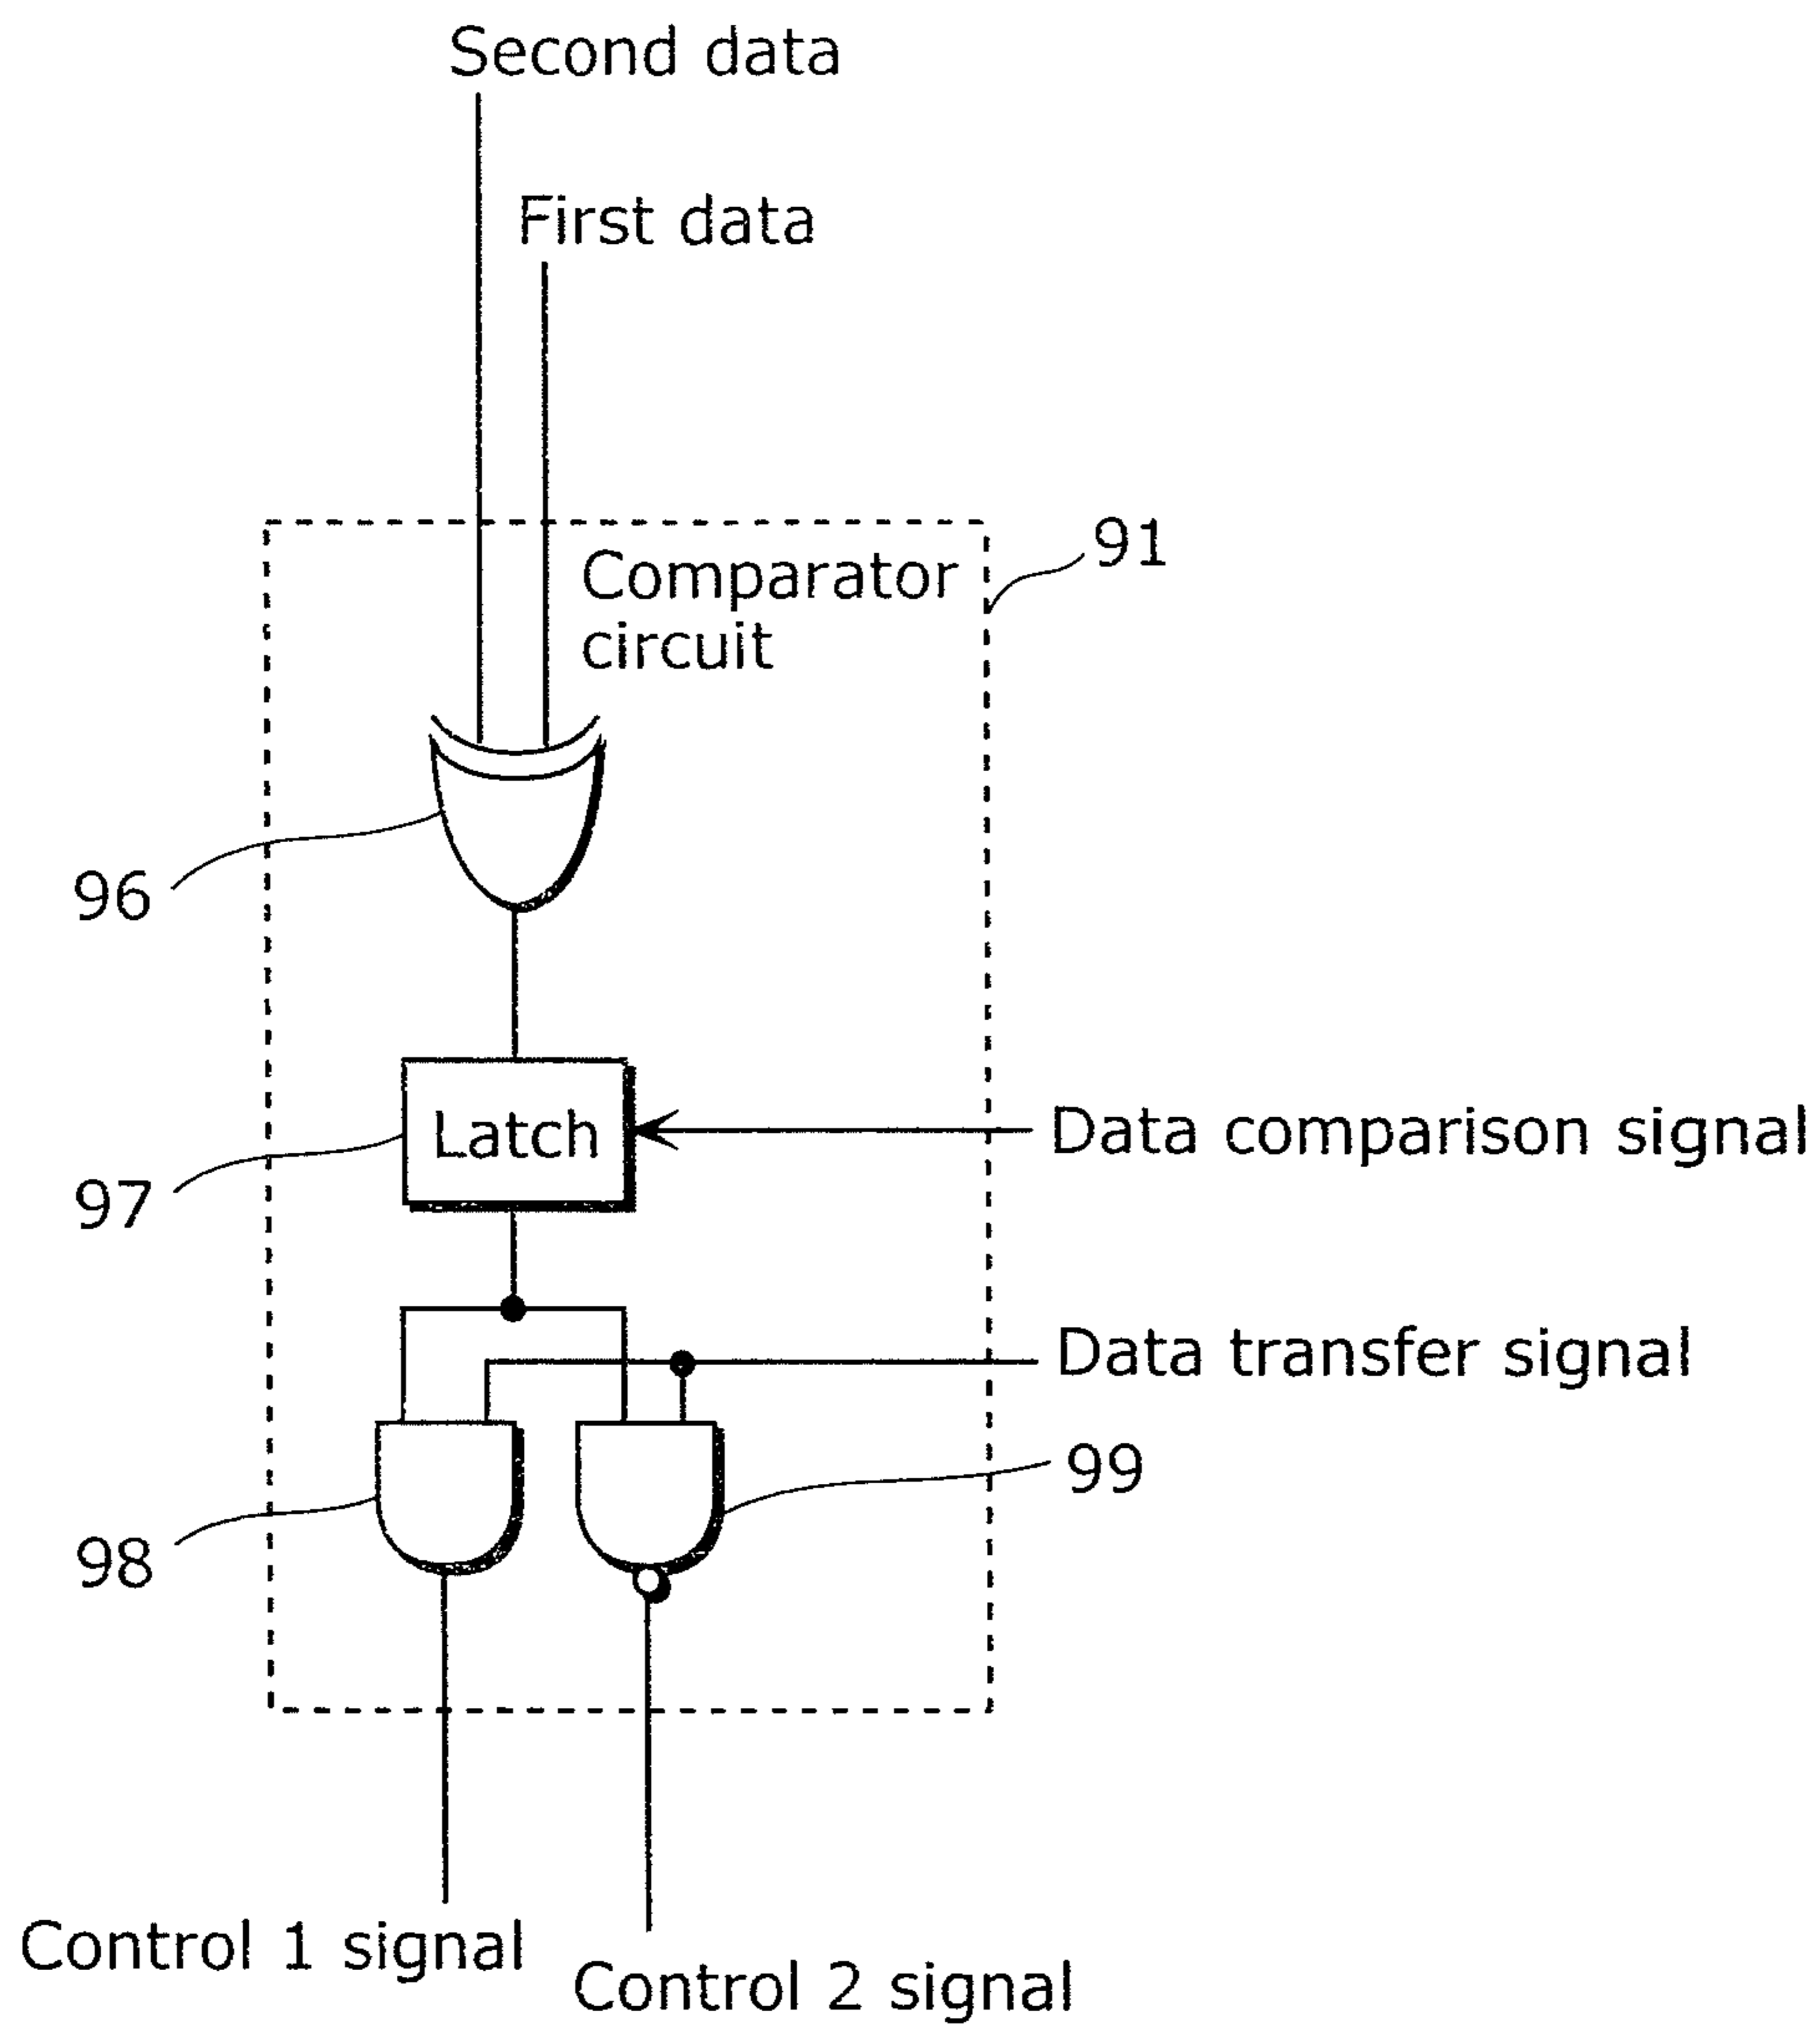 Second data
First data
91
Comparator
circuit
96
Latch
Data comparison signal
97
Data transfer signal
99
98
Control 1 signal
Control 2 signal